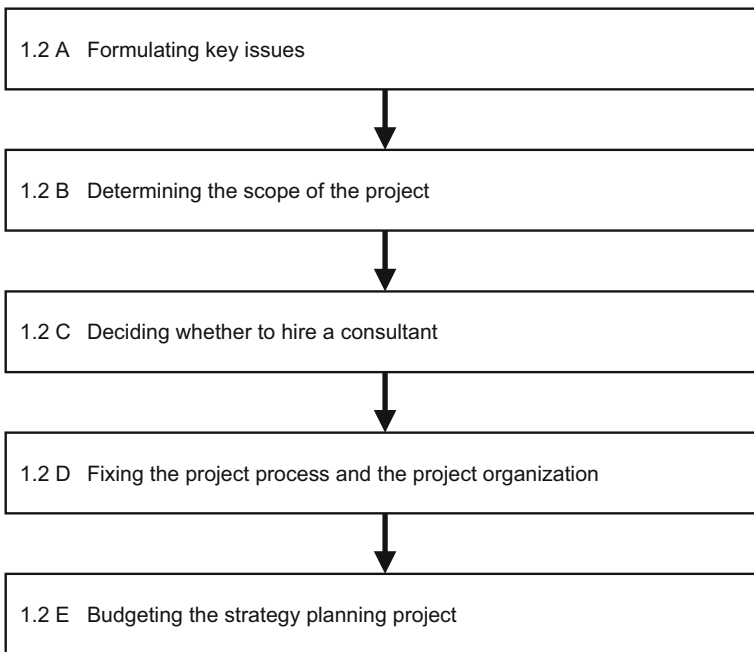 1.2 A Formulating key issues
1.2 B Determining the scope of the project
1.2 C Deciding whether to hire a consultant
1.2 D Fixing the project process and the project organization
1.2 E Budgeting the strategy planning project